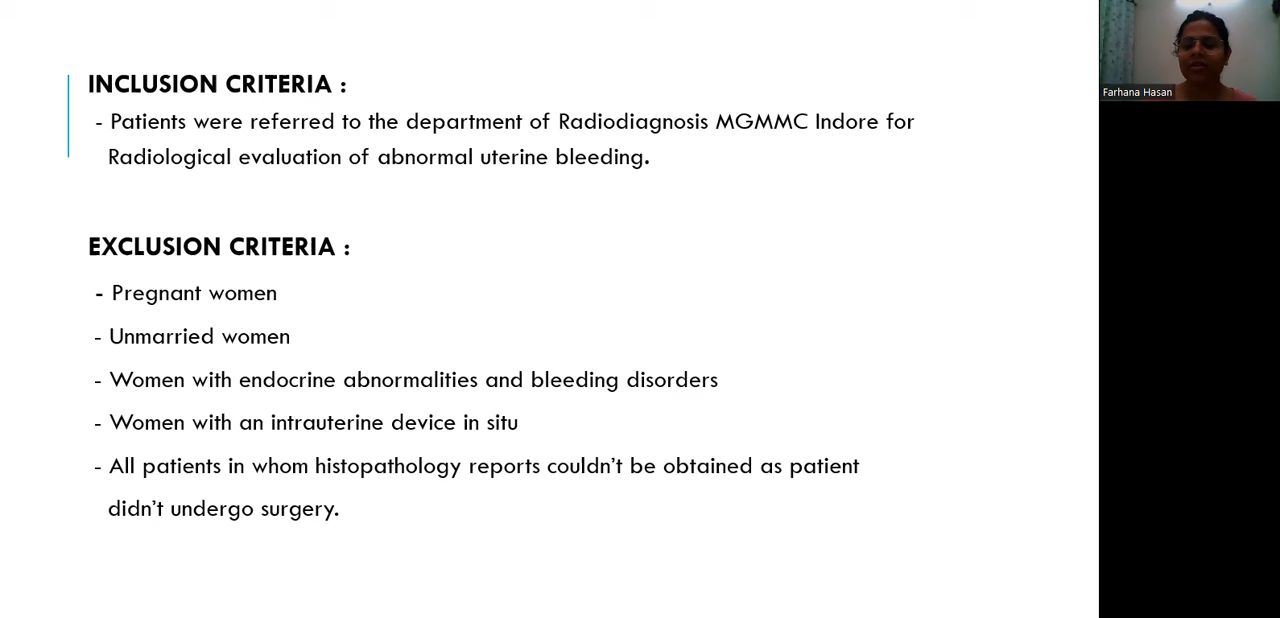 INCLUSION CRITERIA :
- Patients were referred to the department of Radiodiagnosis MGMMC Indore for
Radiological evaluation of abnormal uterine bleeding.
EXCLUSION CRITERIA :
- Pregnant women
- Unmarried women
- Women with endocrine abnormalities and bleeding disorders
- Women with an intrauterine device in situ
- All patients in whom histopathology reports couldn't be obtained as patient
didn't undergo surgery.
Farhana Hasan